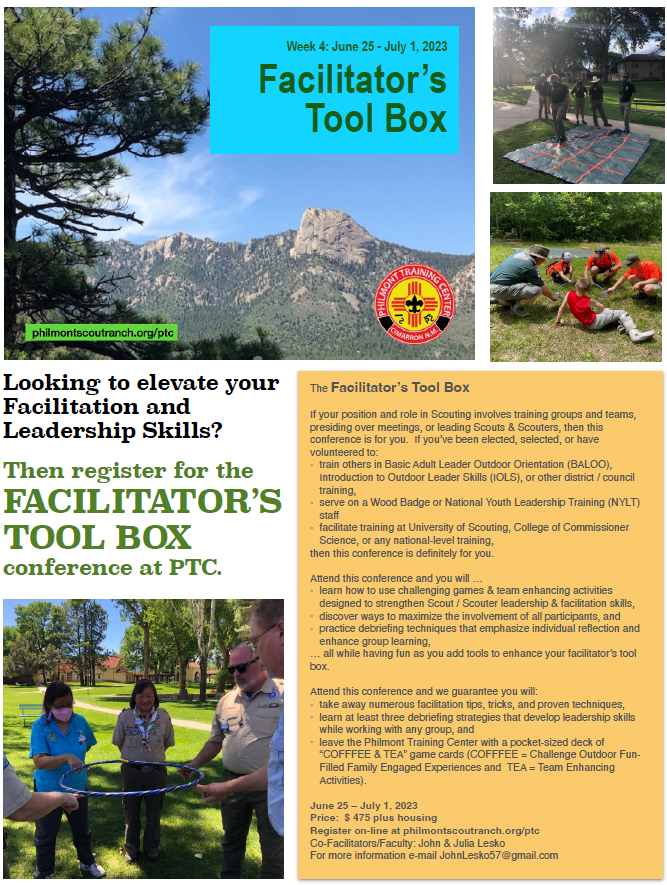 Week 4: June 25 - July 1, 2023
Facilitator's
Tool Box
PHILMONT TRAINING CENTER
CIMARRON N.M.
philmontscoutranch.org/ptc
Looking to elevate your
Facilitation and
Leadership Skills?
Then register for the
FACILITATOR'S
TOOL BOX
conference at PTC.
The Facilitator's Tool Box
If your position and role in Scouting involves training groups and teams,
presiding over meetings, or leading Scouts & Scouters, then this
conference is for you.  If you've been elected, selected, or have
volunteered to:
· train others in Basic Adult Leader Outdoor Orientation (BALOO),
Introduction to Outdoor Leader Skills (IOLS), or other district / council
training,
· serve on a Wood Badge or National Youth Leadership Training (NYLT)
staff
· facilitate training at University of Scouting, College of Commissioner
Science, or any national-level training,
then this conference is definitely for you.
Attend this conference and you will …
· learn how to use challenging games & team enhancing activities
designed to strengthen Scout / Scouter leadership & facilitation skills,
· discover ways to maximize the involvement of all participants, and
· practice debriefing techniques that emphasize individual reflection and
enhance group learning,
… all while having fun as you add tools to enhance your facilitator's tool
box.
Attend this conference and we guarantee you will:
· take away numerous facilitation tips, tricks, and proven techniques,
· learn at least three debriefing strategies that develop leadership skills
while working with any group, and
· leave the Philmont Training Center with a pocket-sized deck of
"COFFFEE & TEA" game cards (COFFFEE = Challenge Outdoor Fun-
Filled Family Engaged Experiences and  TEA = Team Enhancing
Activities).
June 25 – July 1, 2023
Price:  $ 475 plus housing
Register on-line at philmontscoutranch.org/ptc
Co-Facilitators/Faculty: John & Julia Lesko
For more information e-mail JohnLesko57@gmail.com